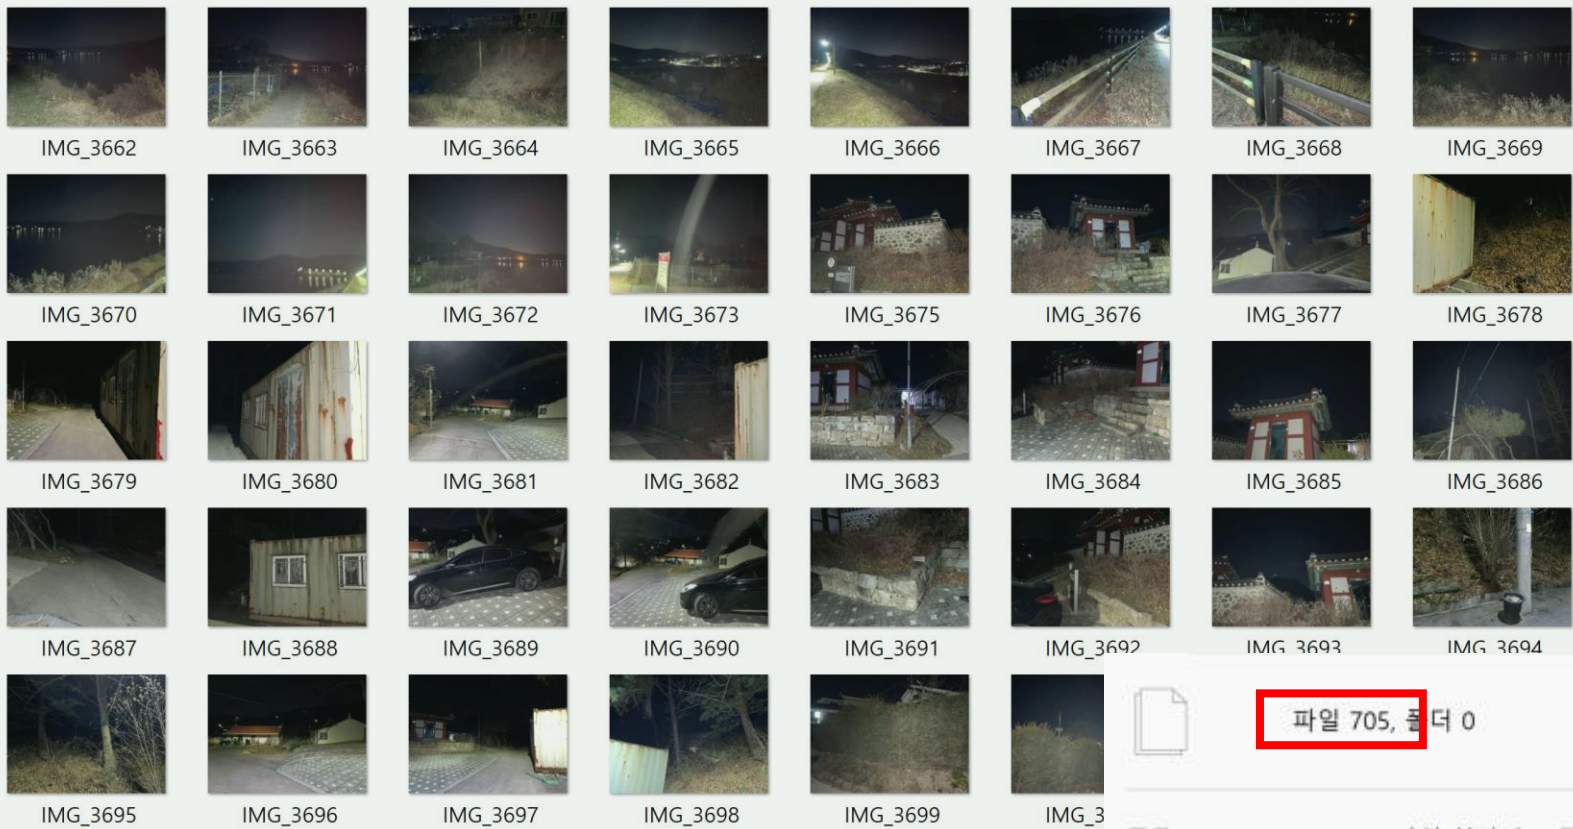 IMG_3662 IMG_3663 IMG_3664 IMG_3665 IMG_3666 IMG_3667 IMG_3668 IMG_3669
IMG_3670 IMG_3671 IMG_3672 IMG_3673 IMG_3675 IMG_3676 IMG_3677 IMG_3678
IMG_3679 IMG_3680 IMG_3681 IMG_3682 IMG_3683 IMG_3684 IMG_3685 IMG_3686
IMG_3687 IMG_3688 IMG_3689 IMG_3690 IMG_3691 IMG_3692 IMG_3693 IMG_3694
파일 705, 폴더 0
IMG_3695 IMG_3696 IMG_3697 IMG_3698 IMG_3699 IMG_3